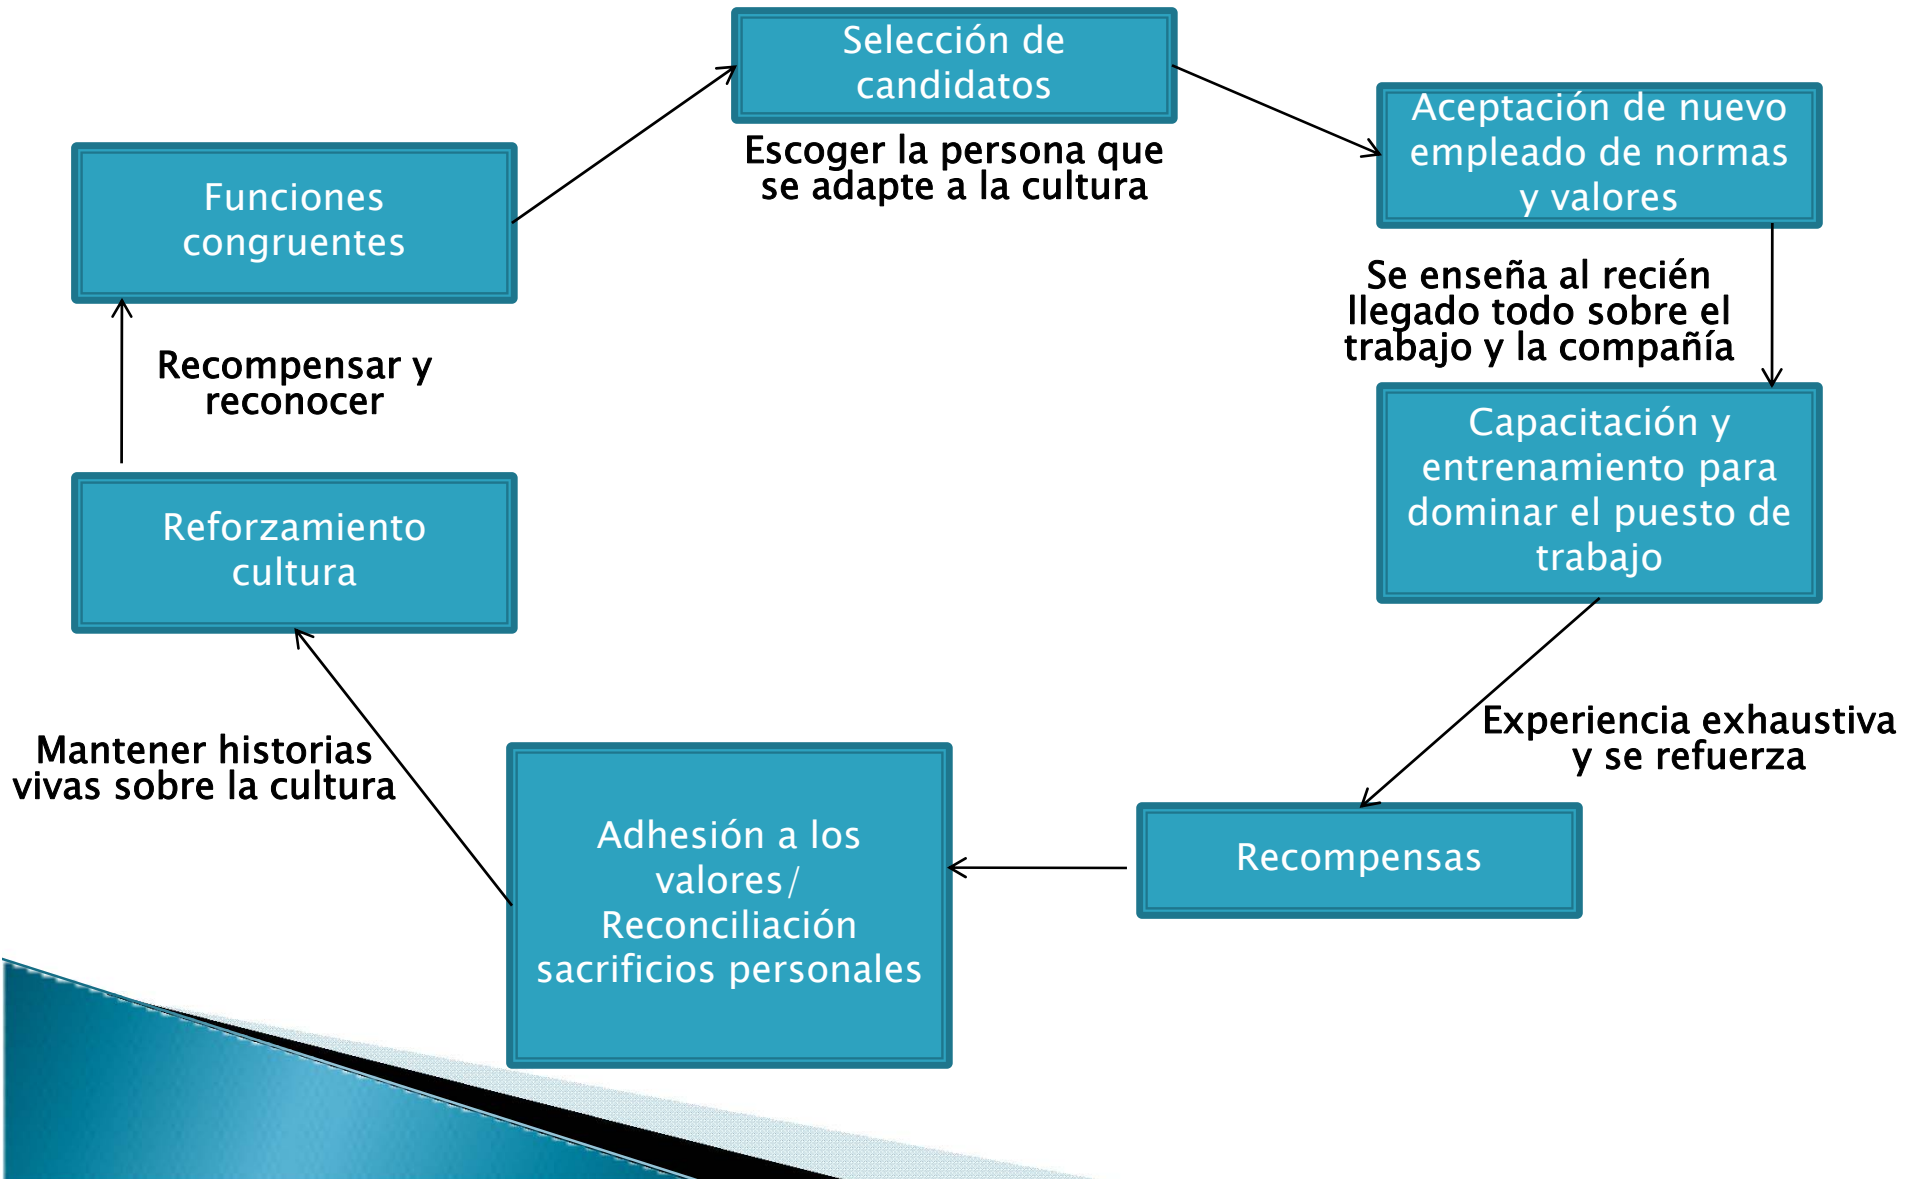 Selección de
candidatos
Escoger la persona que
se adapte a la cultura
Aceptación de nuevo
empleado de normas
y valores
Se enseña al recién
llegado todo sobre el
trabajo y la compañía
Capacitación y
entrenamiento para
dominar el puesto de
trabajo
Experiencia exhaustiva
y se refuerza
Recompensas
Adhesión a los
valores/
Reconciliación
sacrificios personales
Mantener historias
vivas sobre la cultura
Reforzamiento
cultura
Recompensar y
reconocer
Funciones
congruentes